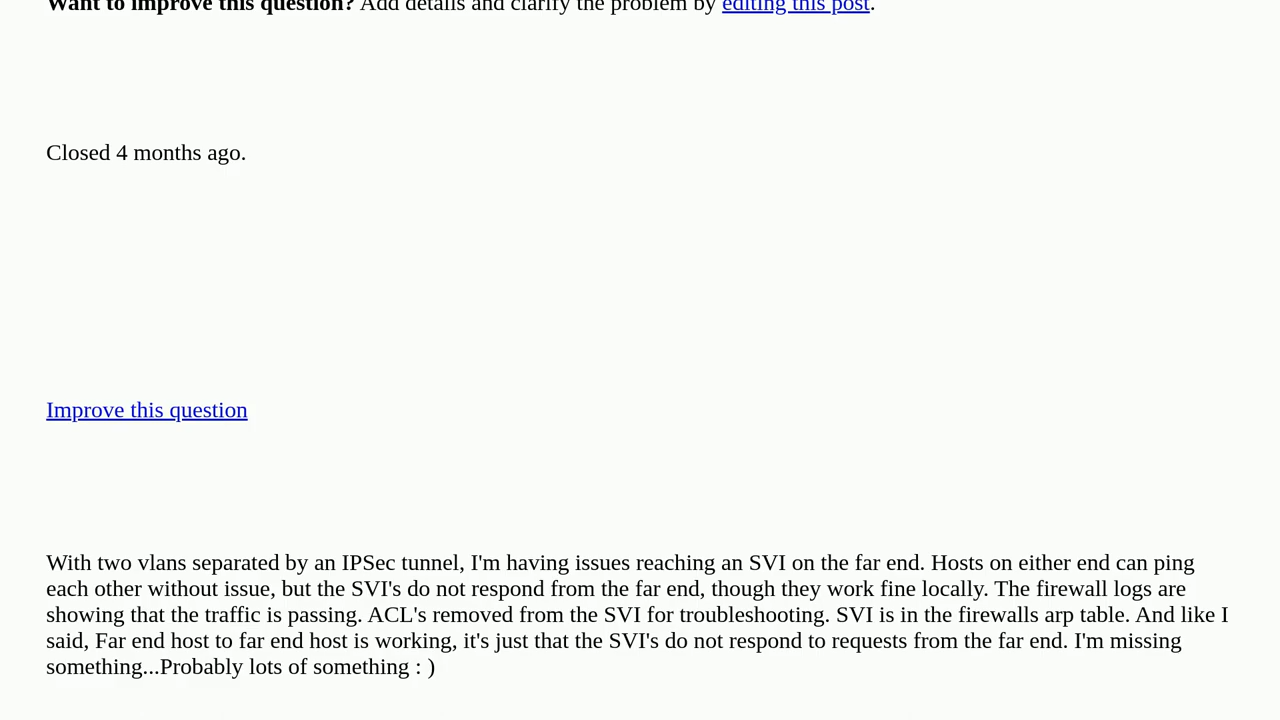 Want to improve this question? Add details and clarify the problem by editing this post.
Closed 4 months ago.
Improve this question
With two vlans separated by an IPSec tunnel, I'm having issues reaching an SVI on the far end. Hosts on either end can ping
each other without issue, but the SVI's do not respond from the far end, though they work fine locally. The firewall logs are
showing that the traffic is passing. ACL's removed from the SVI for troubleshooting. SVI is in the firewalls arp table. And like I
said, Far end host to far end host is working, it's just that the SVI's do not respond to requests from the far end. I'm missing
something...Probably lots of something : )